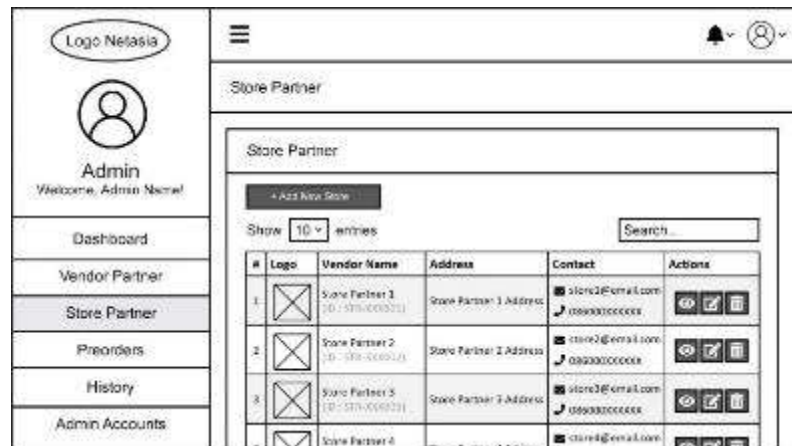 Logo Netasia
Admin
Welcome, Admin Name!
Dashboard
Vendor Partner
Store Partner
Preorders
History
Admin Accounts
Store Partner
Store Partner
+ Add New Store
Show 10 entries
Search...
# Logo Vendor Name Address Contact Actions
1 Store Partner 1 Store Partner 1 Address
2 Store Partner 2 Store Partner 2 Address store2@email.com
3 Store Partner 3 Store Partner 3 Address store3@email.com
Store Partner 4 store4@email.com